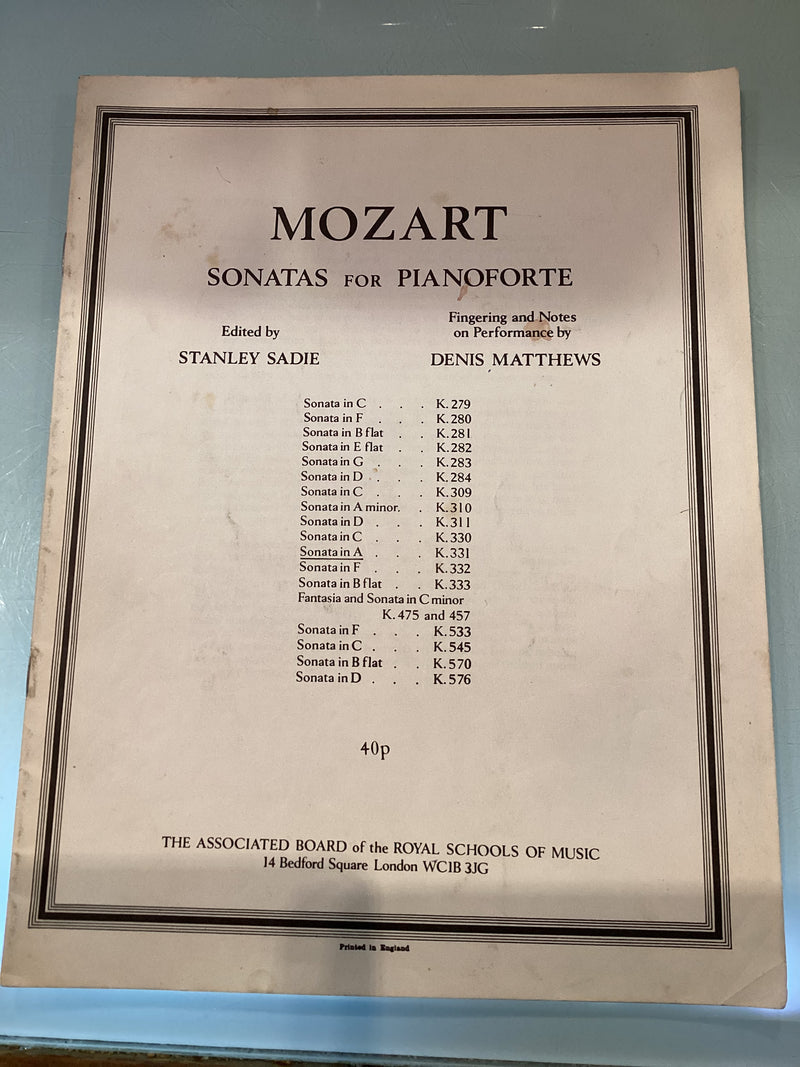 MOZART
SONATAS FOR PIANOFORTE
Edited by
STANLEY SADIE
Fingering and Notes
on Performance by
DENIS MATTHEWS
Sonata in C . . . K. 279
Sonata in F . . . K. 280
Sonata in B flat . . K. 281
Sonata in E flat . . K. 282
Sonata in G . . . K. 283
Sonata in D . . . K. 284
Sonata in C . . . K. 309
Sonata in A minor. . K. 310
Sonata in D . . . K. 311
Sonata in C . . . K. 330
Sonata in A . . . K. 331
Sonata in F . . . K. 332
Sonata in B flat . . K. 333
Fantasia and Sonata in C minor
K. 475 and 457
Sonata in F . . . K. 533
Sonata in C . . . K. 545
Sonata in B flat . . K. 570
Sonata in D . . . K. 576
40p
THE ASSOCIATED BOARD of the ROYAL SCHOOLS OF MUSIC
14 Bedford Square London WC1B 3JG
Printed in England